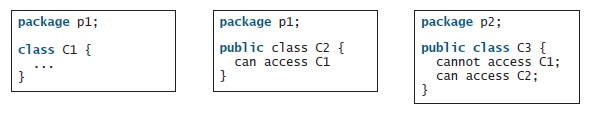 package p1;
class C1 {
  ...
}
package p1;
public class C2 {
  can access C1
}
package p2;
public class C3 {
  cannot access C1;
  can access C2;
}